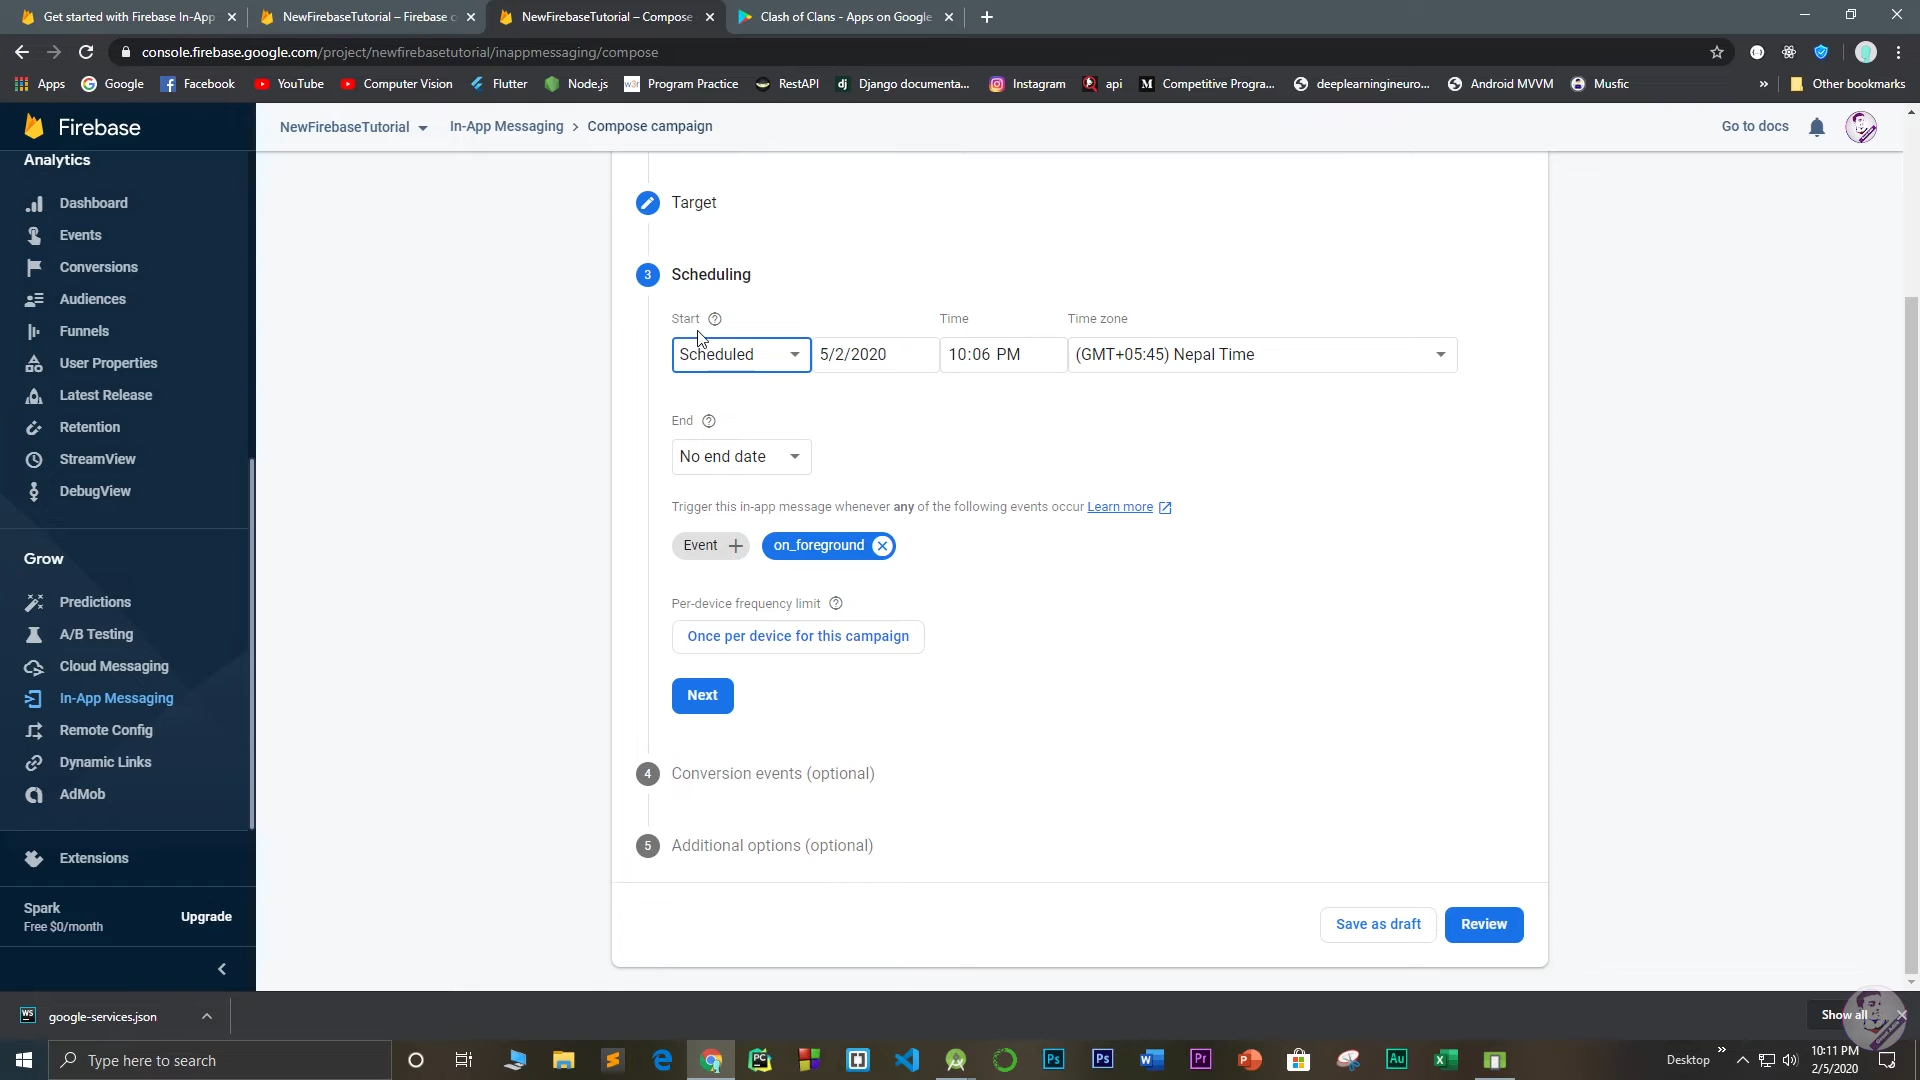 Get started with Firebase In-App
NewFirebaseTutorial – Firebase c
NewFirebaseTutorial – Compose
Clash of Clans - Apps on Google
console.firebase.google.com/project/newfirebasetutorial/inappmessaging/compose
Apps
Google
Facebook
YouTube
Computer Vision
Flutter
Node.js
w3r
Program Practice
RestAPI
dj
Django documenta...
Instagram
api
M
Competitive Progra...
deeplearningineuro...
Android MVVM
Musfic
»
Other bookmarks
Firebase
NewFirebaseTutorial
In-App Messaging > Compose campaign
Go to docs
Analytics
Dashboard
Events
Conversions
Audiences
Funnels
User Properties
Latest Release
Retention
StreamView
DebugView
Grow
Predictions
A/B Testing
Cloud Messaging
In-App Messaging
Remote Config
Dynamic Links
AdMob
Extensions
Spark
Free $0/month
Upgrade
Target
3
Scheduling
Start
Time
Time zone
Scheduled
5/2/2020
10:06 PM
(GMT+05:45) Nepal Time
End
No end date
Trigger this in-app message whenever any of the following events occur Learn more
Event
on_foreground
Per-device frequency limit
Once per device for this campaign
Next
4
Conversion events (optional)
5
Additional options (optional)
Save as draft
Review
WS
google-services.json
Show all
Type here to search
PC
Ps
Ps
W
Pr
P
Au
X
Desktop
»
10:11 PM
2/5/2020